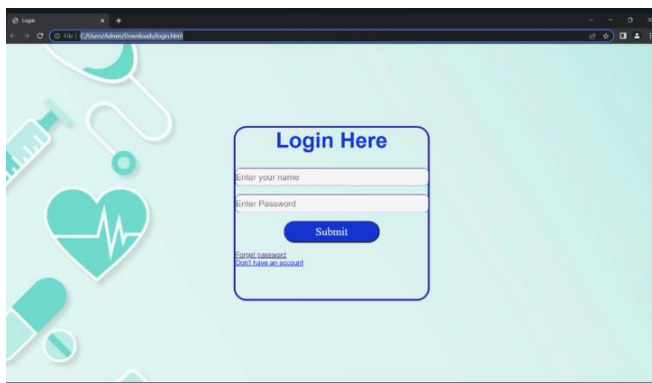 Login
File | C:/Users/Admin/Downloads/login.html
Login Here
Enter your name
Enter Password
Submit
Forget password
Don't have an account